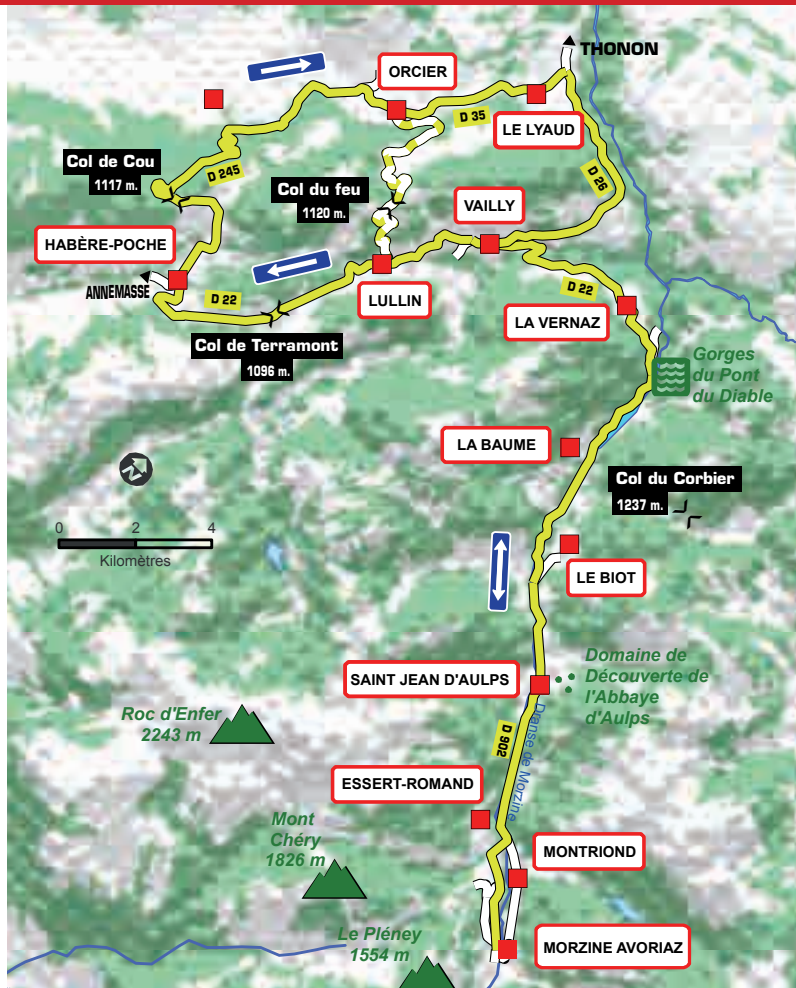 THONON
ORCIER
D 35
LE LYAUD
Col de Cou
1117 m.
D 245
Col du feu
1120 m.
VAILLY
D 26
HABÈRE-POCHE
ANNEMASSE
D 22
LULLIN
D 22
LA VERNAZ
Col de Terramont
1096 m.
Gorges
du Pont
du Diable
LA BAUME
Col du Corbier
1237 m.
N
0 2 4
Kilomètres
LE BIOT
SAINT JEAN D'AULPS
Domaine de
Découverte de
l'Abbaye
d'Aulps
Roc d'Enfer
2243 m
D 902
Dranse de Morzine
ESSERT-ROMAND
Mont
Chéry
1826 m
MONTRIOND
Le Pléney
1554 m
MORZINE AVORIAZ